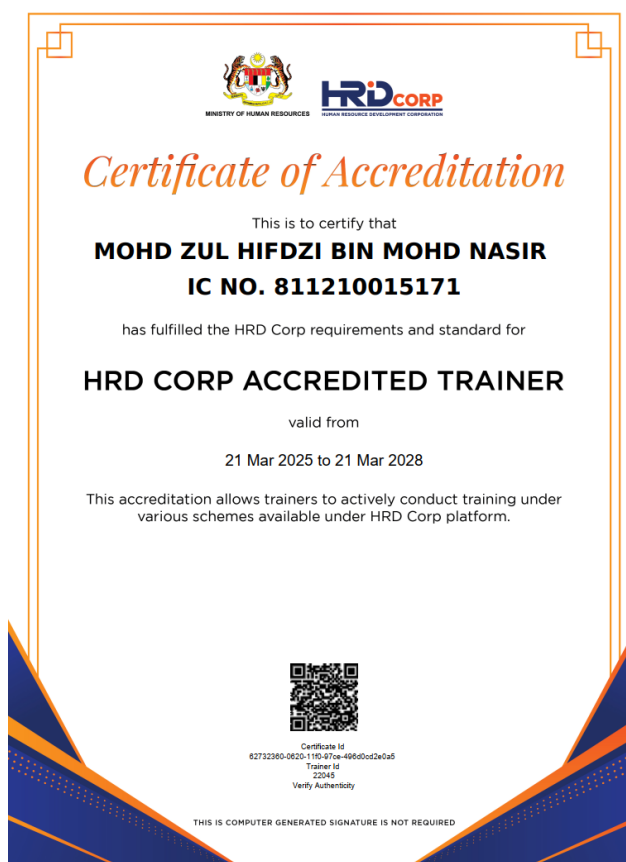 MINISTRY OF HUMAN RESOURCES
HRD CORP
HUMAN RESOURCE DEVELOPMENT CORPORATION
Certificate of Accreditation
This is to certify that
MOHD ZUL HIFDZI BIN MOHD NASIR
IC NO. 811210015171
has fulfilled the HRD Corp requirements and standard for
HRD CORP ACCREDITED TRAINER
valid from
21 Mar 2025 to 21 Mar 2028
This accreditation allows trainers to actively conduct training under
various schemes available under HRD Corp platform.
Certificate Id
62732360-0620-11f0-97ce-496d0cd2e0a5
Trainer Id
22045
Verify Authenticity
THIS IS COMPUTER GENERATED SIGNATURE IS NOT REQUIRED